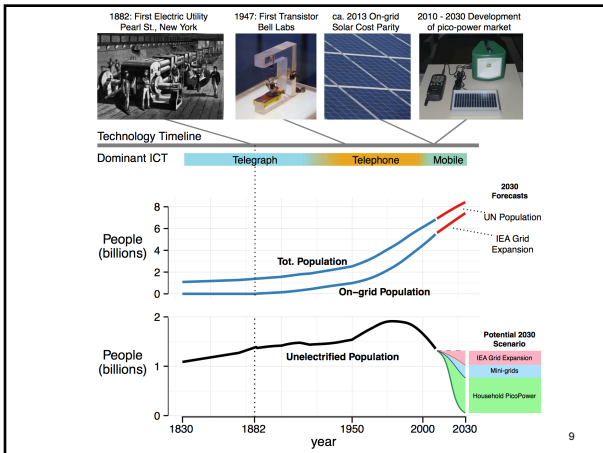 1882: First Electric Utility
Pearl St., New York
1947: First Transistor
Bell Labs
ca. 2013 On-grid
Solar Cost Parity
2010 - 2030 Development
of pico-power market
Technology Timeline
Dominant ICT
Telegraph
Telephone
Mobile
2030
Forecasts
UN Population
IEA Grid
Expansion
People
(billions)
8
6
4
2
0
Tot. Population
On-grid Population
People
(billions)
2
1
0
Unelectrified Population
Potential 2030
Scenario
IEA Grid Expansion
Mini-grids
Household PicoPower
1830
1882
1950
2000
2030
year
9